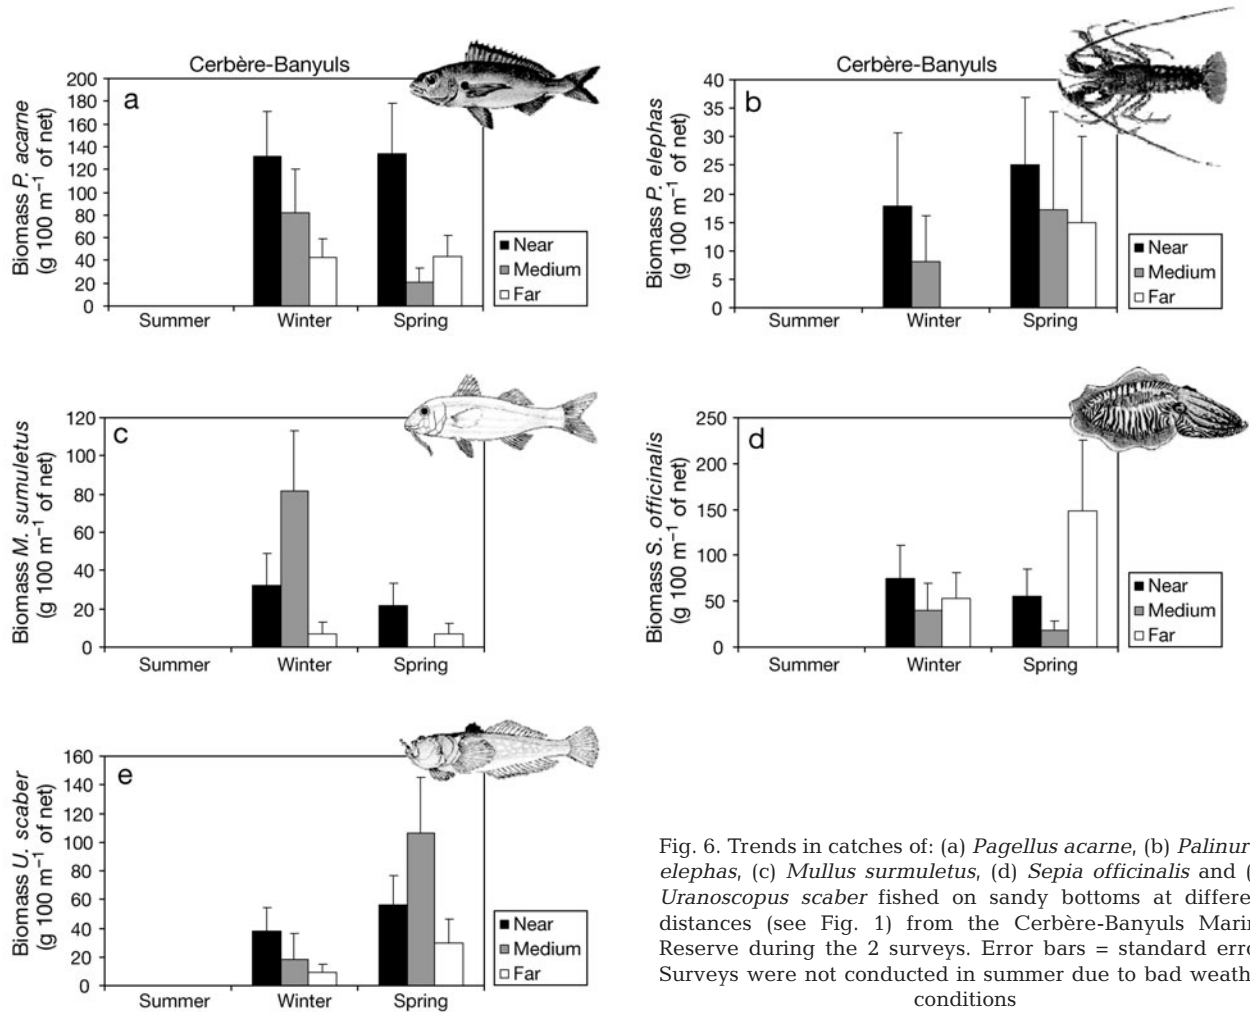 Cerbère-Banyuls
a
Biomass P. acarne
(g 100 m⁻¹ of net)
200
180
160
140
120
100
80
60
40
20
0
Summer Winter Spring
Near
Medium
Far
Cerbère-Banyuls
b
Biomass P. elephas
(g 100 m⁻¹ of net)
40
35
30
25
20
15
10
5
0
Summer Winter Spring
Near
Medium
Far
c
Biomass M. sumuletus
(g 100 m⁻¹ of net)
120
100
80
60
40
20
0
Summer Winter Spring
Near
Medium
Far
d
Biomass S. officinalis
(g 100 m⁻¹ of net)
250
200
150
100
50
0
Summer Winter Spring
Near
Medium
Far
e
Biomass U. scaber
(g 100 m⁻¹ of net)
160
140
120
100
80
60
40
20
0
Summer Winter Spring
Near
Medium
Far
Fig. 6. Trends in catches of: (a) Pagellus acarne, (b)
elephas, (c) Mullus surmuletus, (d) Sepia officinalis and
Uranoscopus scaber fished on sandy bottoms at
distances (see Fig. 1) from the Cerbère-Banyuls
Reserve during the 2 surveys. Error bars = standard
Surveys were not conducted in summer due to bad
conditions